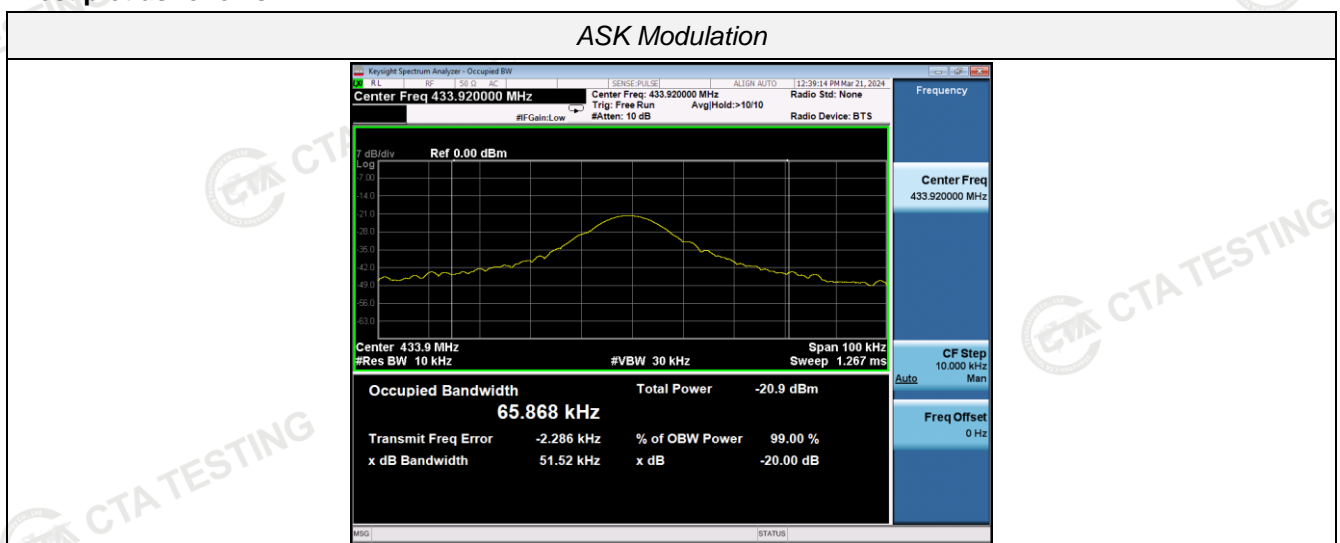 ASK Modulation
Keysight Spectrum Analyzer - Occupied BW
RL RF 50 Ω AC SENSE:PULSE ALIGN AUTO 12:39:14 PM Mar 21, 2024
Center Freq 433.920000 MHz
Center Freq: 433.920000 MHz
Radio Std: None
Trig: Free Run Avg|Hold:>10/10
#IFGain:Low
#Atten: 10 dB
Radio Device: BTS
Frequency
7 dB/div Ref 0.00 dBm
Log
-7.00
-14.0
-21.0
-28.0
-35.0
-42.0
-49.0
-56.0
-63.0
Center 433.9 MHz Span 100 kHz
#Res BW 10 kHz #VBW 30 kHz Sweep 1.267 ms
Center Freq
433.920000 MHz
CF Step
10.000 kHz
Auto Man
Freq Offset
0 Hz
Occupied Bandwidth Total Power -20.9 dBm
65.868 kHz
Transmit Freq Error -2.286 kHz % of OBW Power 99.00 %
x dB Bandwidth 51.52 kHz x dB -20.00 dB
MSG STATUS
CTA TESTING
CTA TESTING